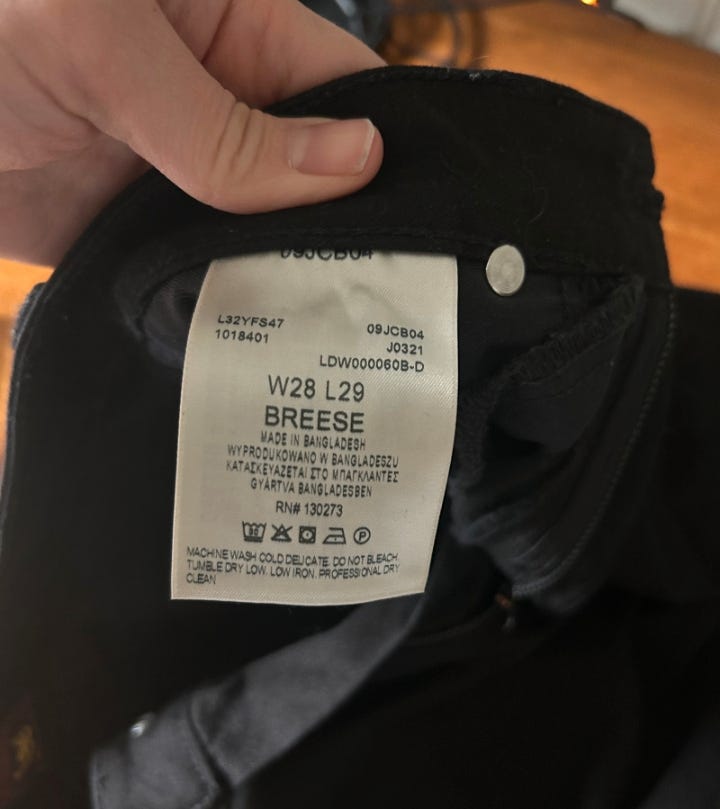 09JCB04
L32YFS47
1018401
09JCB04
J0321
LDW000060B-D
W28 L29
BREESE
MADE IN BANGLADESH
WYPRODUKOWANO W BANGLADESZU
ΚΑΤΑΣΚΕΥΑΖΕΤΑΙ ΣΤΟ ΜΠΑΓΚΛΑΝΤΕΣ
GYÁRTVA BANGLADESBEN
RN# 130273
MACHINE WASH COLD DELICATE. DO NOT BLEACH.
TUMBLE DRY LOW. LOW IRON. PROFESSIONAL DRY
CLEAN